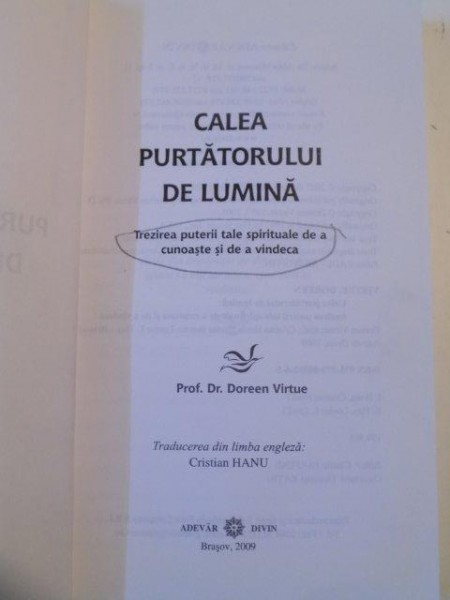 CALEA
PURTĂTORULUI
DE LUMINĂ
Trezirea puterii tale spirituale de a
cunoaște și de a vindeca
Prof. Dr. Doreen Virtue
Traducerea din limba engleză:
Cristian HANU
ADEVĂR DIVIN
Brașov, 2009